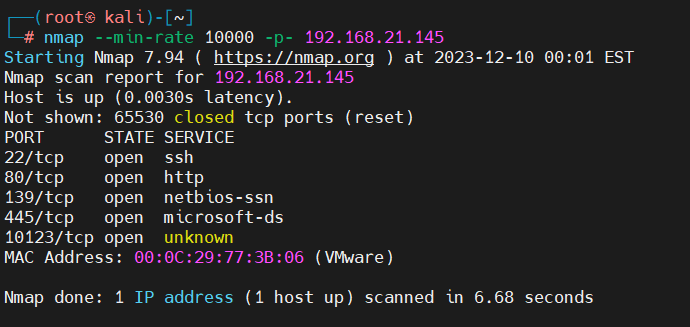 ┌──(root㉿ kali)-[~]
└─# nmap --min-rate 10000 -p- 192.168.21.145
Starting Nmap 7.94 ( https://nmap.org ) at 2023-12-10 00:01 EST
Nmap scan report for 192.168.21.145
Host is up (0.0030s latency).
Not shown: 65530 closed tcp ports (reset)
PORT      STATE SERVICE
22/tcp    open  ssh
80/tcp    open  http
139/tcp   open  netbios-ssn
445/tcp   open  microsoft-ds
10123/tcp open  unknown
MAC Address: 00:0C:29:77:3B:06 (VMware)
Nmap done: 1 IP address (1 host up) scanned in 6.68 seconds